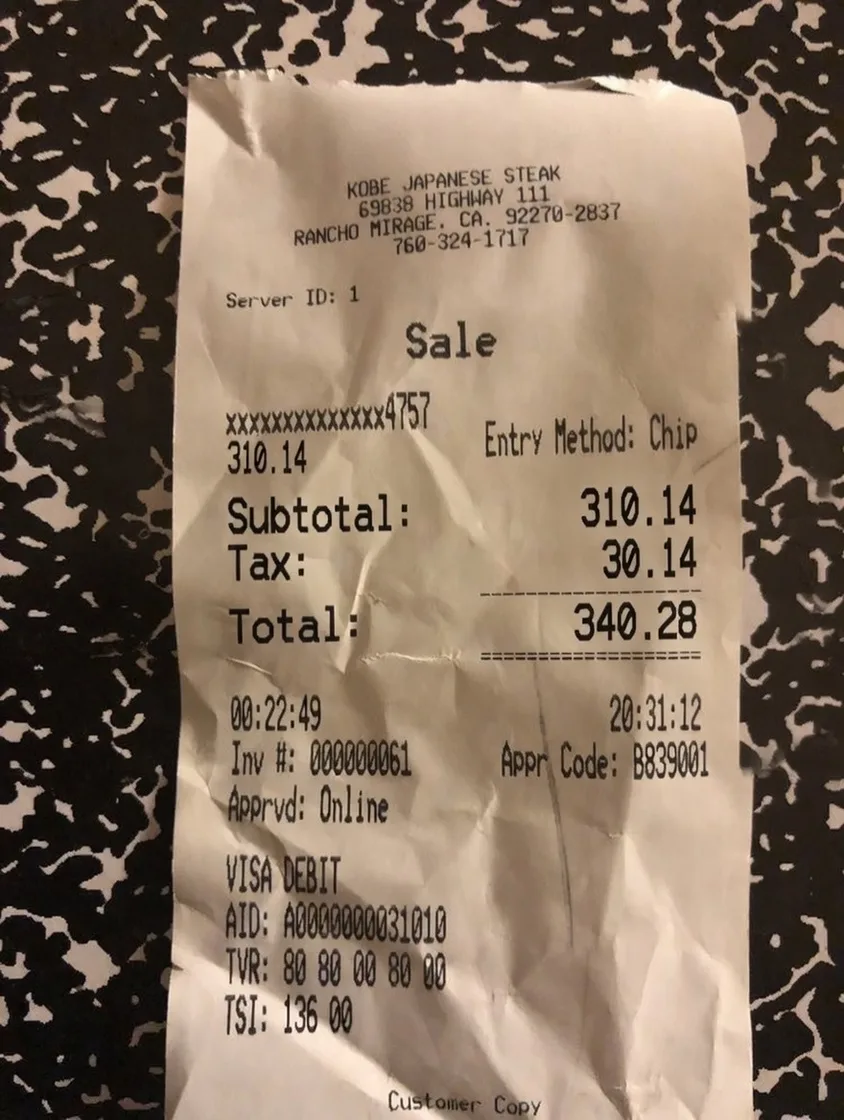 KOBE JAPANESE STEAK
69838 HIGHWAY 111
RANCHO MIRAGE. CA. 92270-2837
760-324-1717
Server ID: 1
Sale
xxxxxxxxxxxxxx4757
Entry Method: Chip
310.14
Subtotal: 310.14
Tax: 30.14
Total: 340.28
00:22:49 20:31:12
Inv #: 000000061 Appr Code: B839001
Apprvd: Online
VISA DEBIT
AID: A0000000031010
TVR: 80 80 00 80 00
TSI: 136 00
Customer Copy